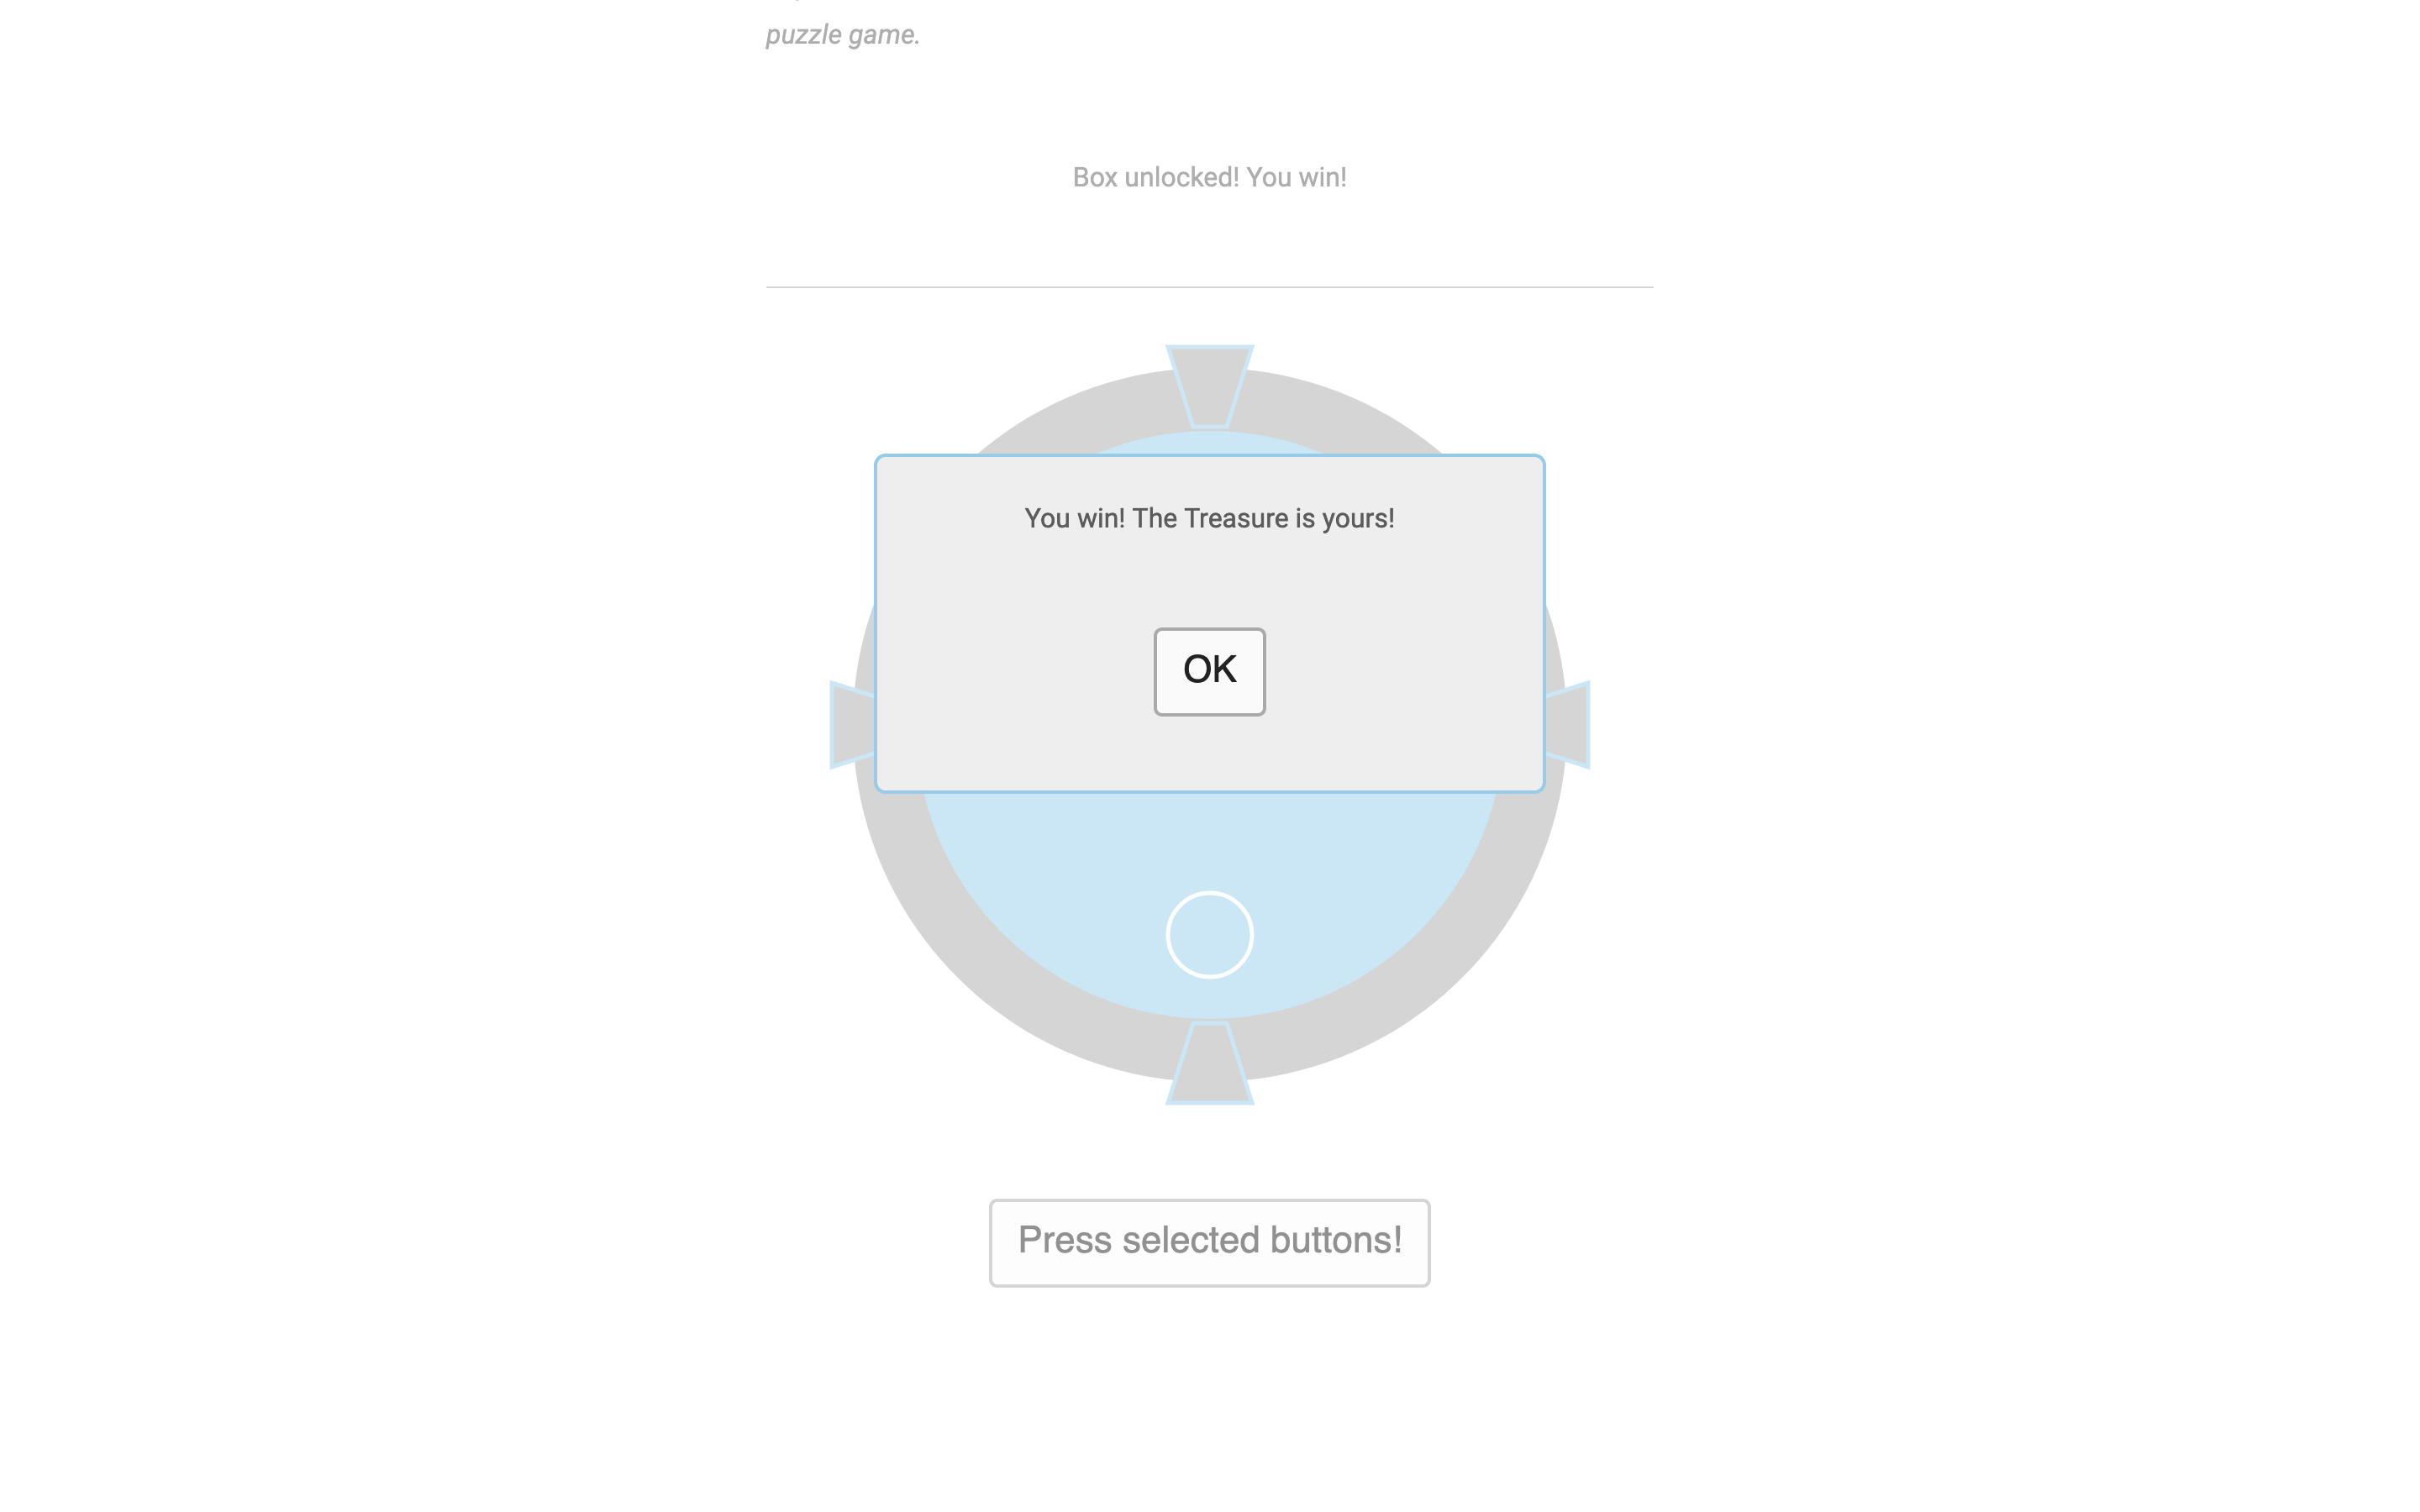 puzzle game.
Box unlocked! You win!
You win! The Treasure is yours!
OK
Press selected buttons!